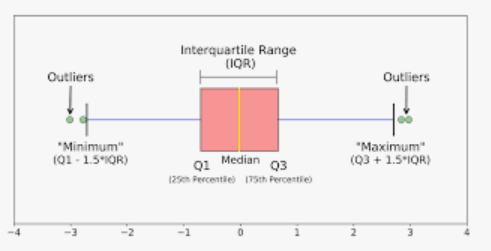 Interquartile Range
(IQR)
Outliers
Outliers
"Minimum"
(Q1 - 1.5*IQR)
"Maximum"
(Q3 + 1.5*IQR)
Q1
Median
Q3
(25th Percentile)
(75th Percentile)
−4
−3
−2
−1
0
1
2
3
4